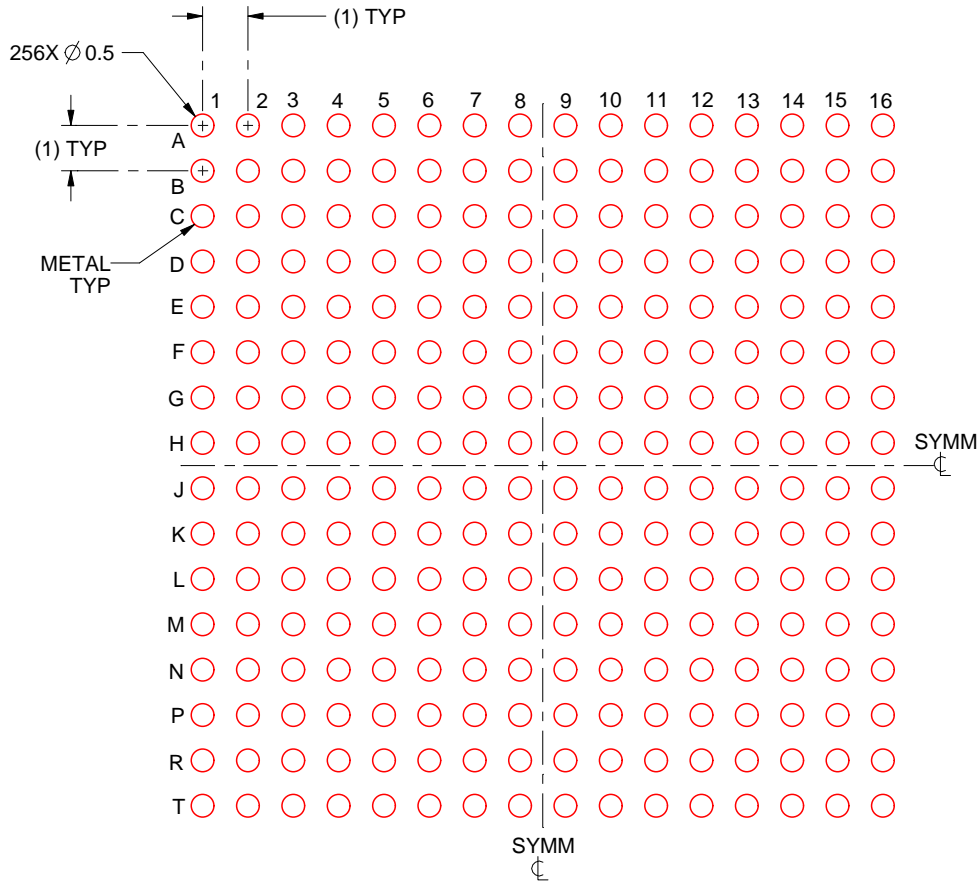 (1) TYP
256X ∅ 0.5
1 2 3 4 5 6 7 8 9 10 11 12 13 14 15 16
A
(1) TYP
B
C
METAL
TYP
D
E
F
G
H
SYMM
℄
J
K
L
M
N
P
R
T
SYMM
℄